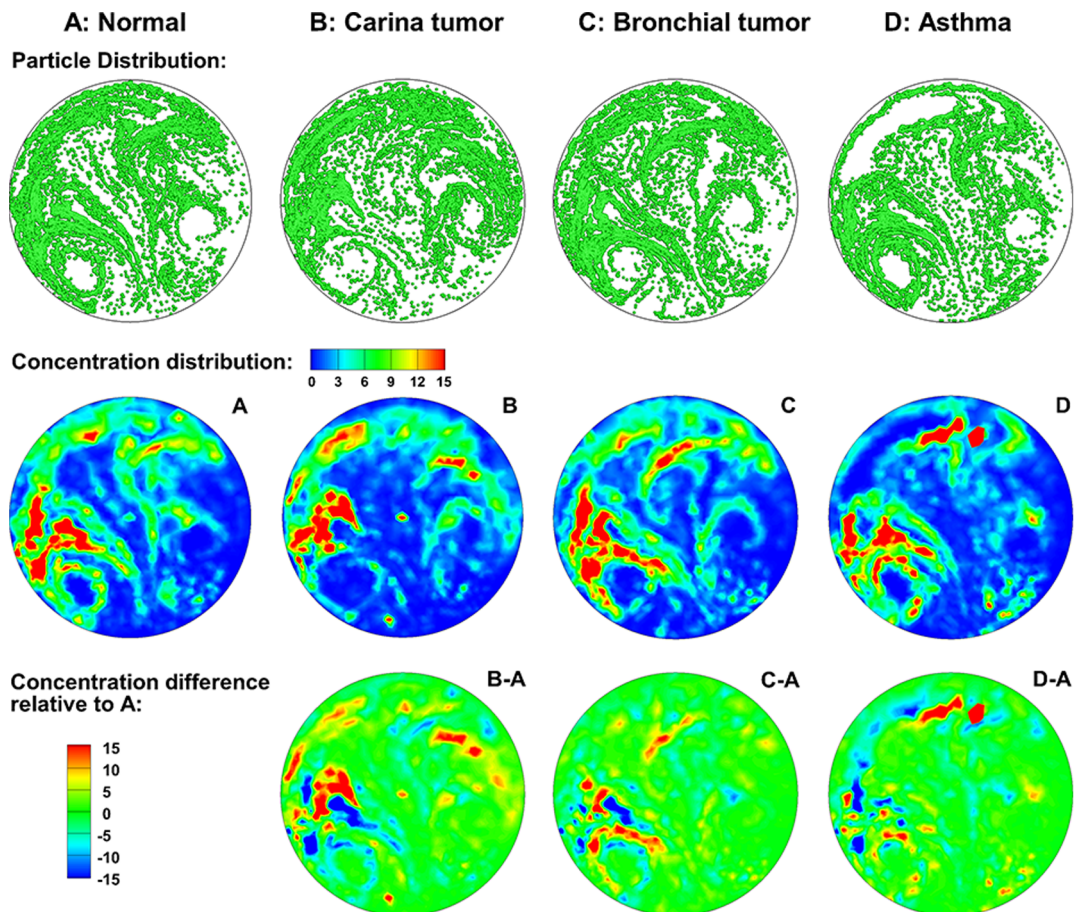 A: Normal B: Carina tumor C: Bronchial tumor D: Asthma
Particle Distribution:
Concentration distribution:
0 3 6 9 12 15
A B C D
Concentration difference
relative to A:
B-A C-A D-A
15
10
5
0
-5
-10
-15